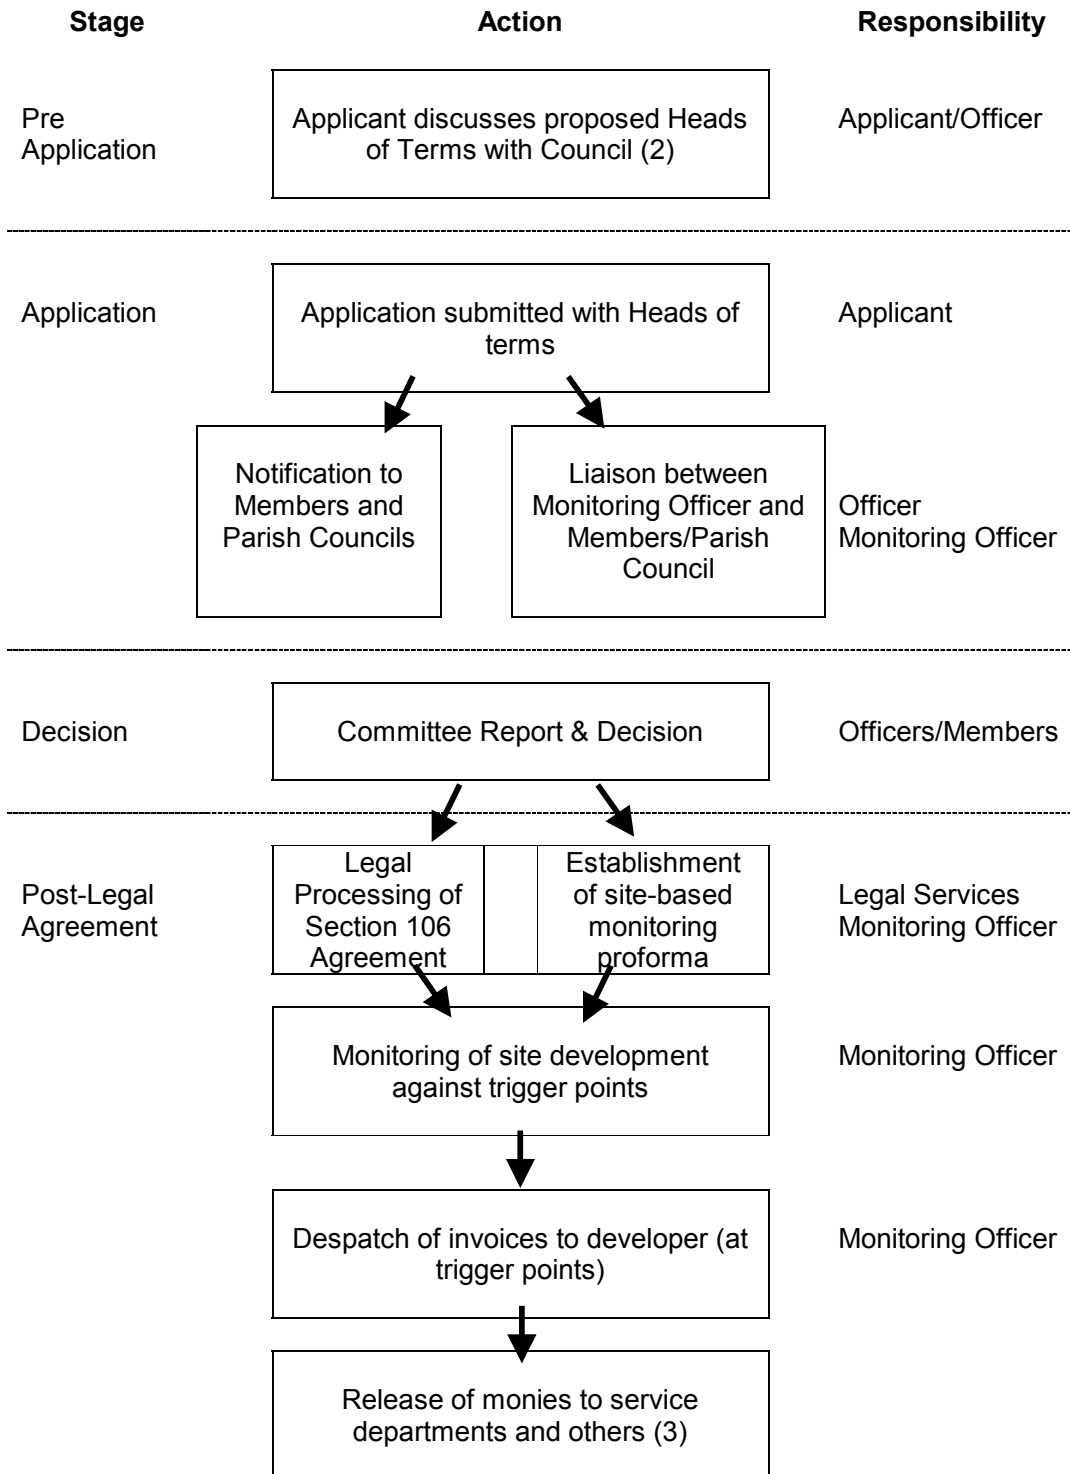 Stage Action Responsibility
Pre Applicant discusses proposed Heads Applicant/Officer
Application of Terms with Council (2)
Application Application submitted with Heads of Applicant
terms
Notification to
Members and
Parish Councils
Liaison between
Monitoring Officer and
Members/Parish
Council
Officer
Monitoring Officer
Decision Committee Report & Decision Officers/Members
Post-Legal
Agreement
Legal
Processing of
Section 106
Agreement
Establishment
of site-based
monitoring
proforma
Legal Services
Monitoring Officer
Monitoring of site development Monitoring Officer
against trigger points
Despatch of invoices to developer (at Monitoring Officer
trigger points)
Release of monies to service
departments and others (3)